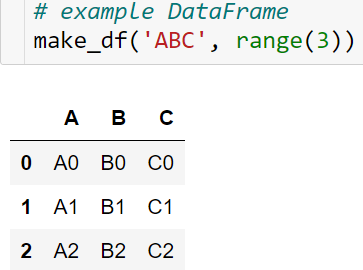 # example DataFrame
make_df('ABC', range(3))
A B C
0 A0 B0 C0
1 A1 B1 C1
2 A2 B2 C2